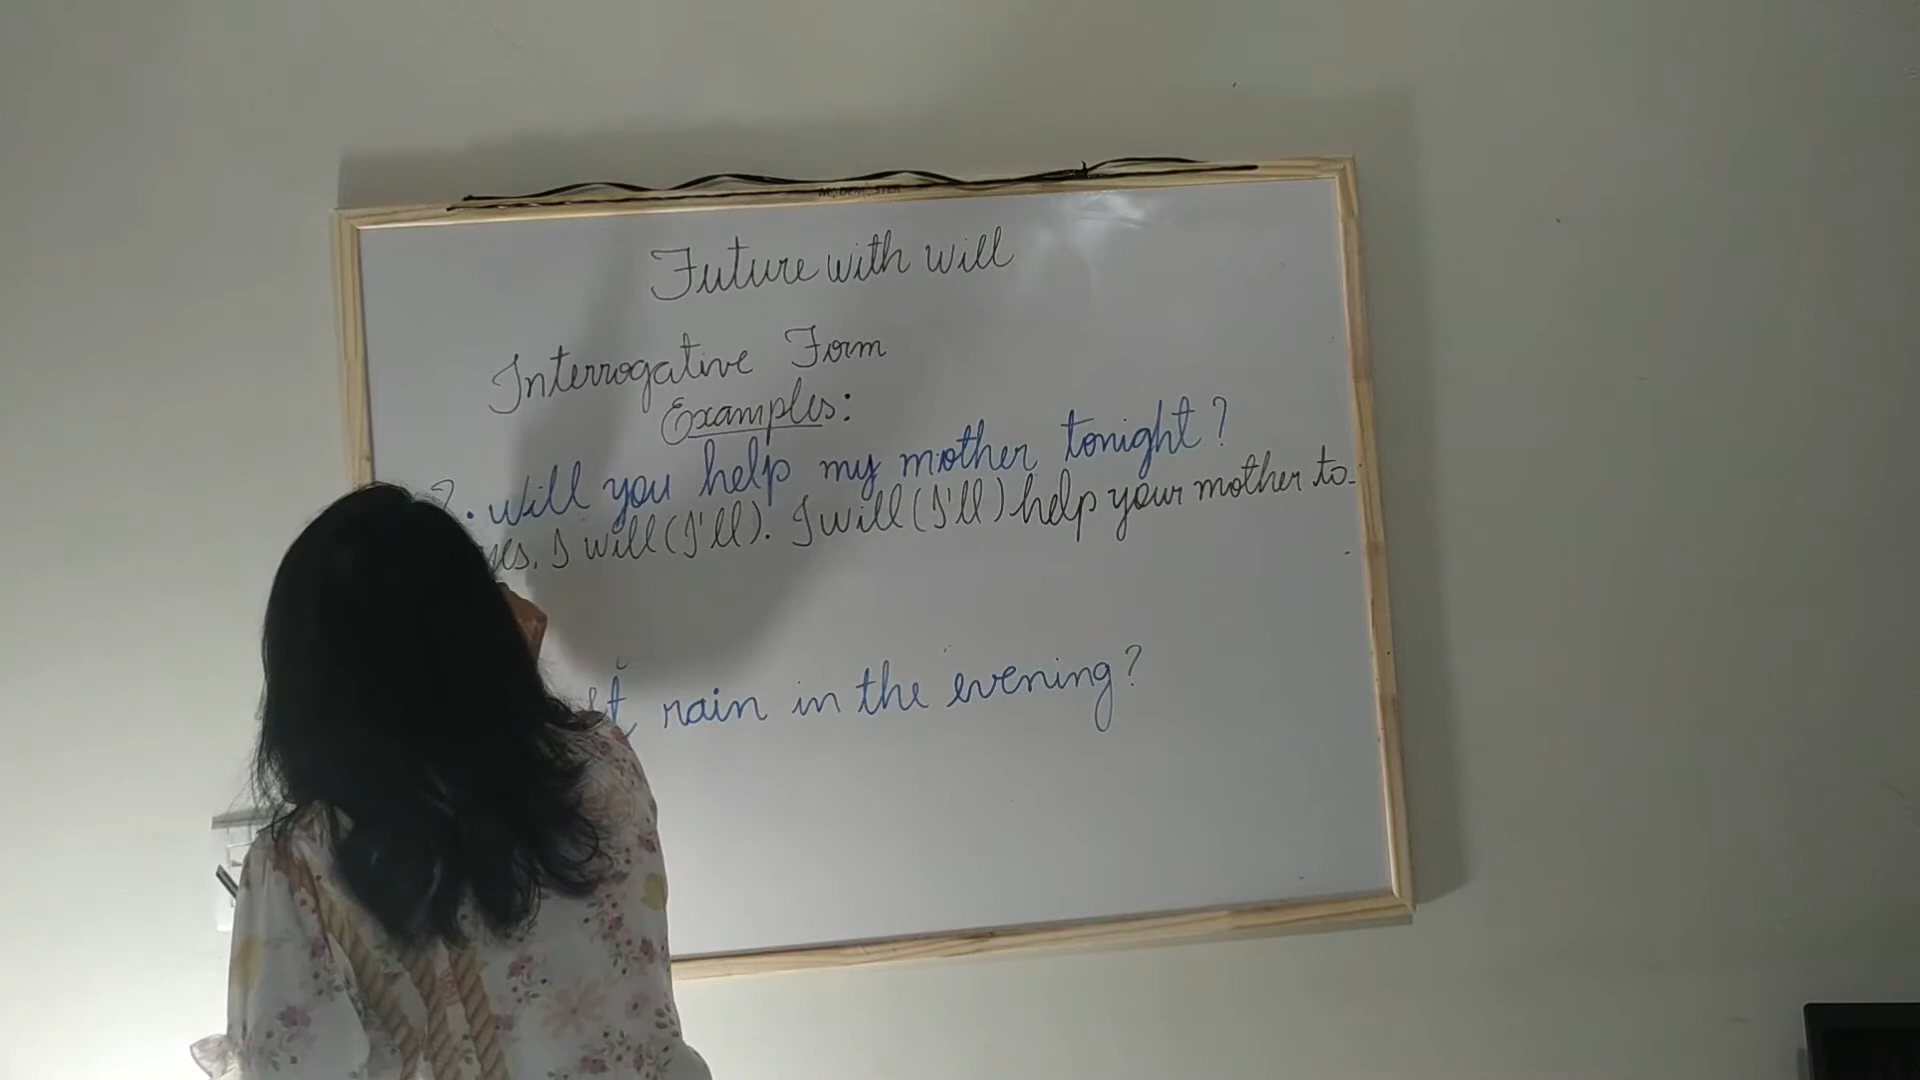 Future with will
Interrogative Form
Examples:
?. Will you help my mother tonight?
yes. I will (I'll). I will (I'll) help your mother to-
rain in the evening?